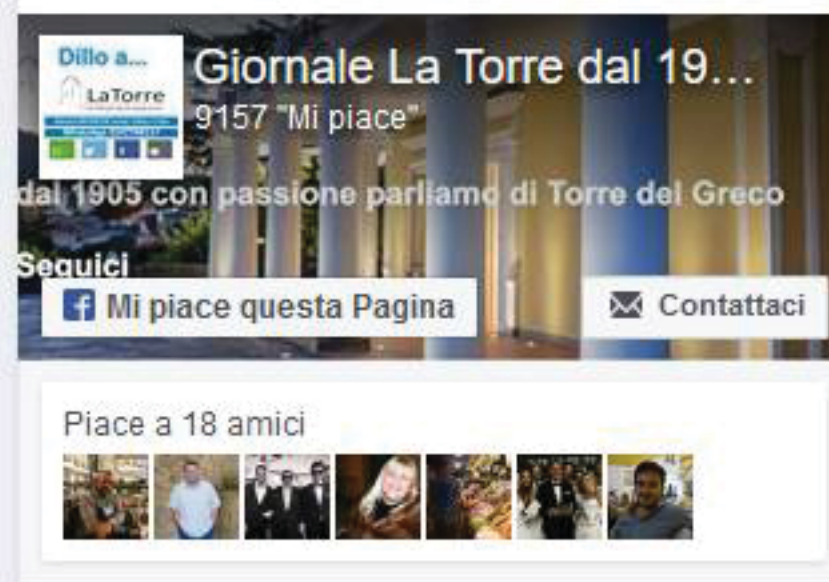 Dillo a...
LaTorre
Giornale La Torre dal 19...
9157 "Mi piace"
dal 1905 con passione parliamo di Torre del Greco
Seguici
Mi piace questa Pagina
Contattaci
Piace a 18 amici